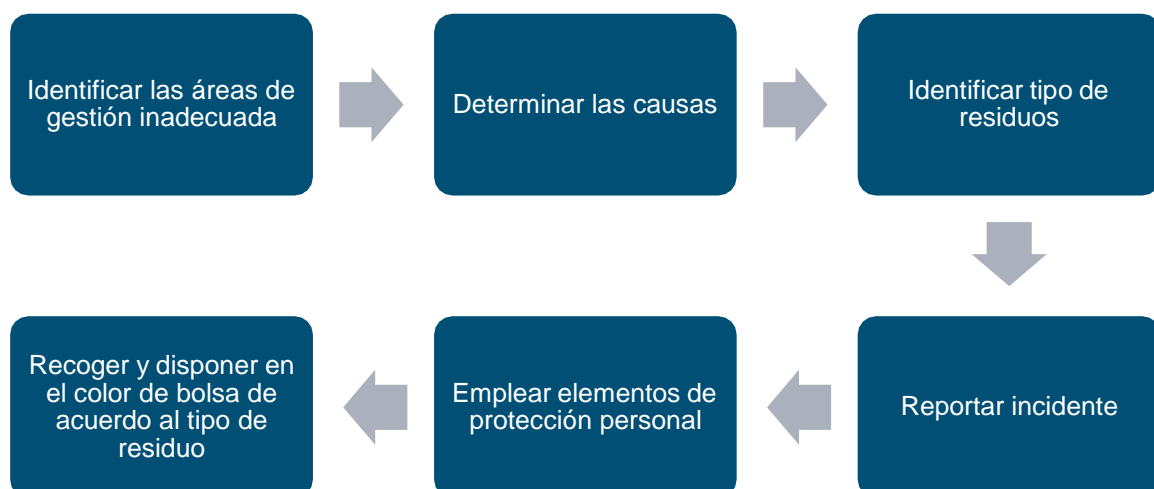 Identificar las áreas de
gestión inadecuada
Determinar las causas
Identificar tipo de
residuos
Reportar incidente
Emplear elementos de
protección personal
Recoger y disponer en
el color de bolsa de
acuerdo al tipo de
residuo